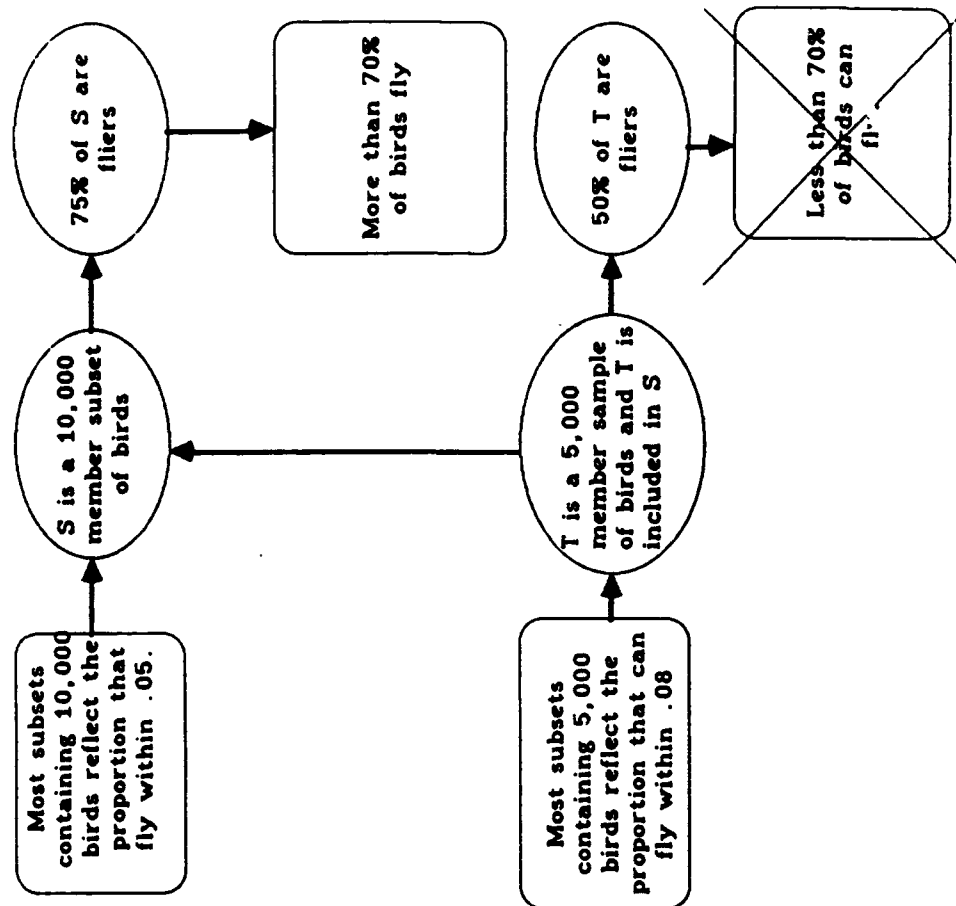 Most subsets
containing 10,000
birds reflect the
proportion that
fly within .05.
S is a 10,000
member subset
of birds
75% of S are
fliers
More than 70%
of birds fly
Most subsets
containing 5,000
birds reflect the
proportion that can
fly within .08
T is a 5,000
member sample
of birds and T is
included in S
50% of T are
fliers
Less than 70%
of birds can